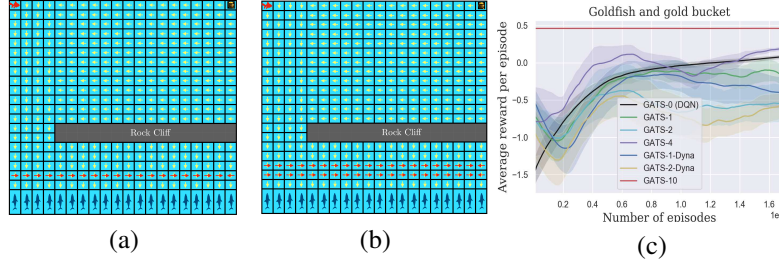 Rock Cliff
(a)
Rock Cliff
(b)
Goldfish and gold bucket
Average reward per episode
0.5
0.0
−0.5
−1.0
−1.5
GATS-0 (DQN)
GATS-1
GATS-2
GATS-4
GATS-1-Dyna
GATS-2-Dyna
GATS-10
0.2 0.4 0.6 0.8 1.0 1.2 1.4 1.6
Number of episodes
(c)